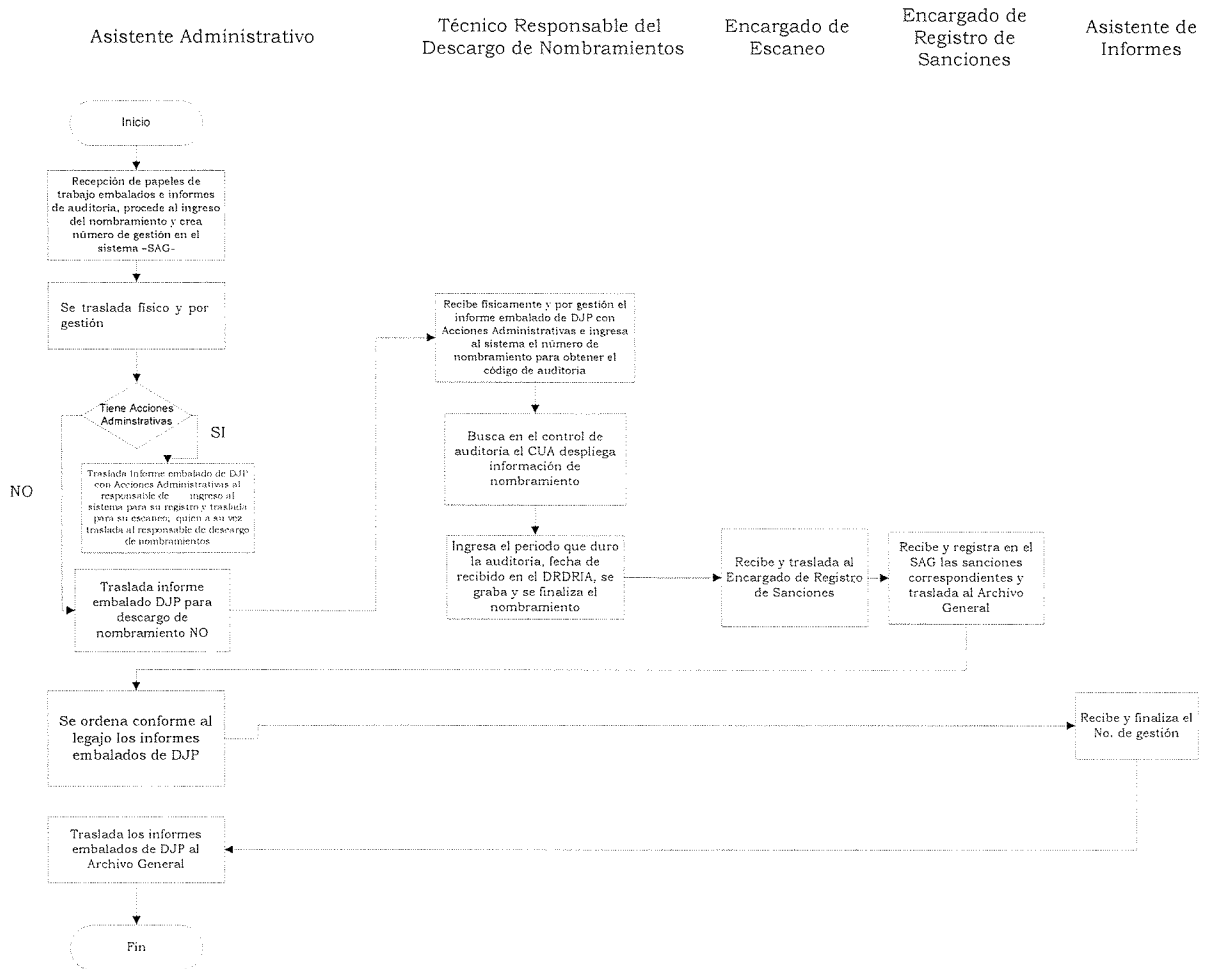 Asistente Administrativo
Técnico Responsable del
Descargo de Nombramientos
Encargado de
Escaneo
Encargado de
Registro de
Sanciones
Asistente de
Informes
Inicio
Recepción de papeles de
trabajo embalados e informes
de auditoría, procede al ingreso
del nombramiento y crea
número de gestión en el
sistema -SAG-
Se traslada físico y por
gestión
Tiene Acciones
Adminstrativas
SI
NO
Traslada Informe embalado de DJP
con Acciones Administrativas al
responsable de ingreso al
sistema para su registro y traslada
para su escaneo; quien a su vez
traslada al responsable de descargo
de nombramientos
Traslada informe
embalado DJP para
descargo de
nombramiento NO
Recibe físicamente y por gestión el
informe embalado de DJP con
Acciones Administrativas e ingresa
al sistema el número de
nombramiento para obtener el
código de auditoria
Busca en el control de
auditoría el CUA despliega
información de
nombramiento
Ingresa el periodo que duro
la auditoría, fecha de
recibido en el DRDRIA, se
graba y se finaliza el
nombramiento
Recibe y traslada al
Encargado de Registro
de Sanciones
Recibe y registra en el
SAG las sanciones
correspondientes y
traslada al Archivo
General
Se ordena conforme al
legajo los informes
embalados de DJP
Recibe y finaliza el
No. de gestión
Traslada los informes
embalados de DJP al
Archivo General
Fin